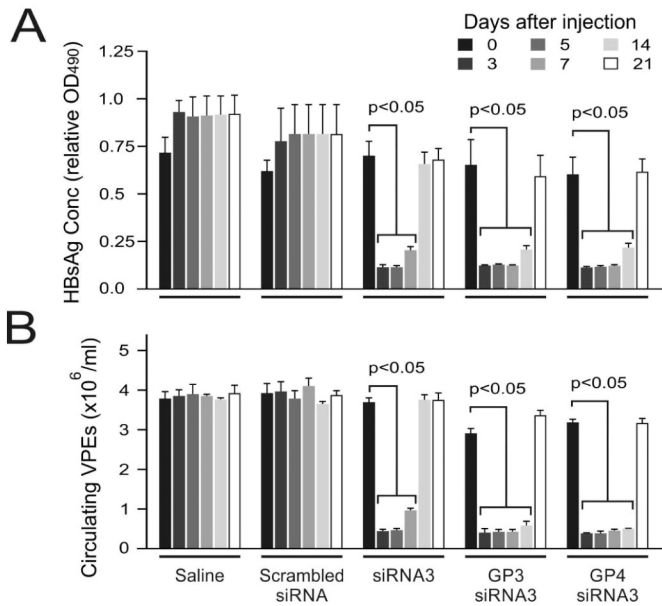 A
Days after injection
0 5 14
3 7 21
HBsAg Conc (relative OD490)
1.25
1.0
0.75
0.50
0.25
0.0
p<0.05
p<0.05
p<0.05
B
Circulating VPEs (x10⁶/ml)
5
4
3
2
1
0
p<0.05
p<0.05
p<0.05
Saline Scrambled siRNA3 GP3 GP4
siRNA siRNA3 siRNA3